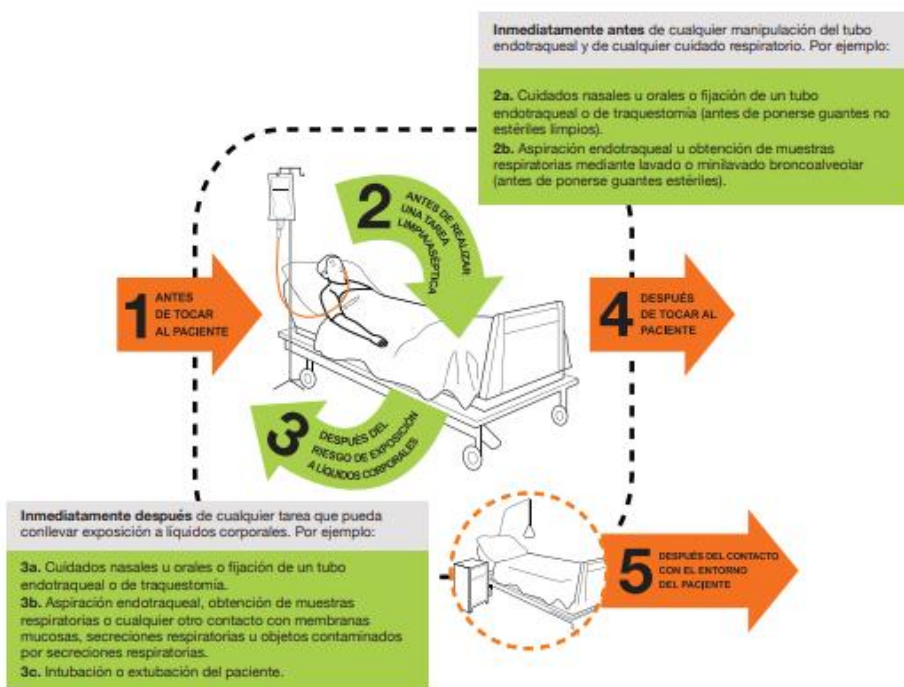 Inmediatamente antes de cualquier manipulación del tubo
endotraqueal y de cualquier cuidado respiratorio. Por ejemplo:
2a. Cuidados nasales u orales o fijación de un tubo
endotraqueal o de traquestomía (antes de ponerse guantes no
estériles limpios).
2b. Aspiración endotraqueal u obtención de muestras
respiratorias mediante lavado o minilavado broncoalveolar
(antes de ponerse guantes estériles).
1 ANTES
DE TOCAR
AL PACIENTE
2 ANTES DE REALIZAR
UNA TAREA
LIMPIA/ASÉPTICA
4 DESPUÉS
DE TOCAR AL
PACIENTE
3 DESPUÉS DEL
RIESGO DE EXPOSICIÓN
A LÍQUIDOS CORPORALES
Inmediatamente después de cualquier tarea que pueda
conllevar exposición a líquidos corporales. Por ejemplo:
3a. Cuidados nasales u orales o fijación de un tubo
endotraqueal o de traquestomía.
3b. Aspiración endotraqueal, obtención de muestras
respiratorias o cualquier otro contacto con membranas
mucosas, secreciones respiratorias u objetos contaminados
por secreciones respiratorias.
3c. Intubación o extubación del paciente.
5 DESPUÉS DEL CONTACTO
CON EL ENTORNO
DEL PACIENTE